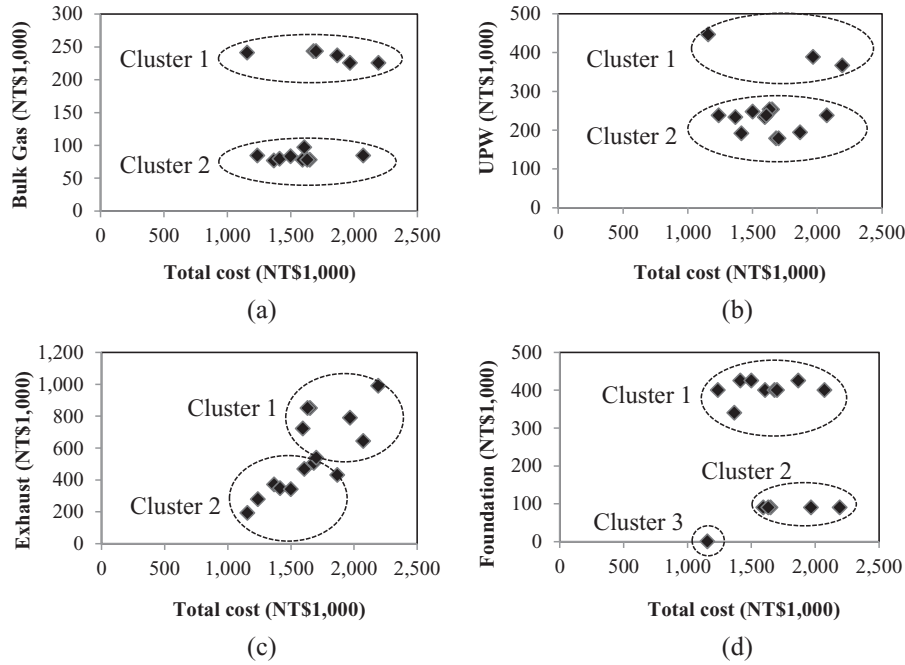 Bulk Gas (NT$1,000)
300
250
200
150
100
50
0
Cluster 1
Cluster 2
0 500 1,000 1,500 2,000 2,500
Total cost (NT$1,000)
(a)
UPW (NT$1,000)
500
400
300
200
100
0
Cluster 1
Cluster 2
0 500 1,000 1,500 2,000 2,500
Total cost (NT$1,000)
(b)
Exhaust (NT$1,000)
1,200
1,000
800
600
400
200
0
Cluster 1
Cluster 2
0 500 1,000 1,500 2,000 2,500
Total cost (NT$1,000)
(c)
Foundation (NT$1,000)
500
400
300
200
100
0
Cluster 1
Cluster 2
Cluster 3
0 500 1,000 1,500 2,000 2,500
Total cost (NT$1,000)
(d)